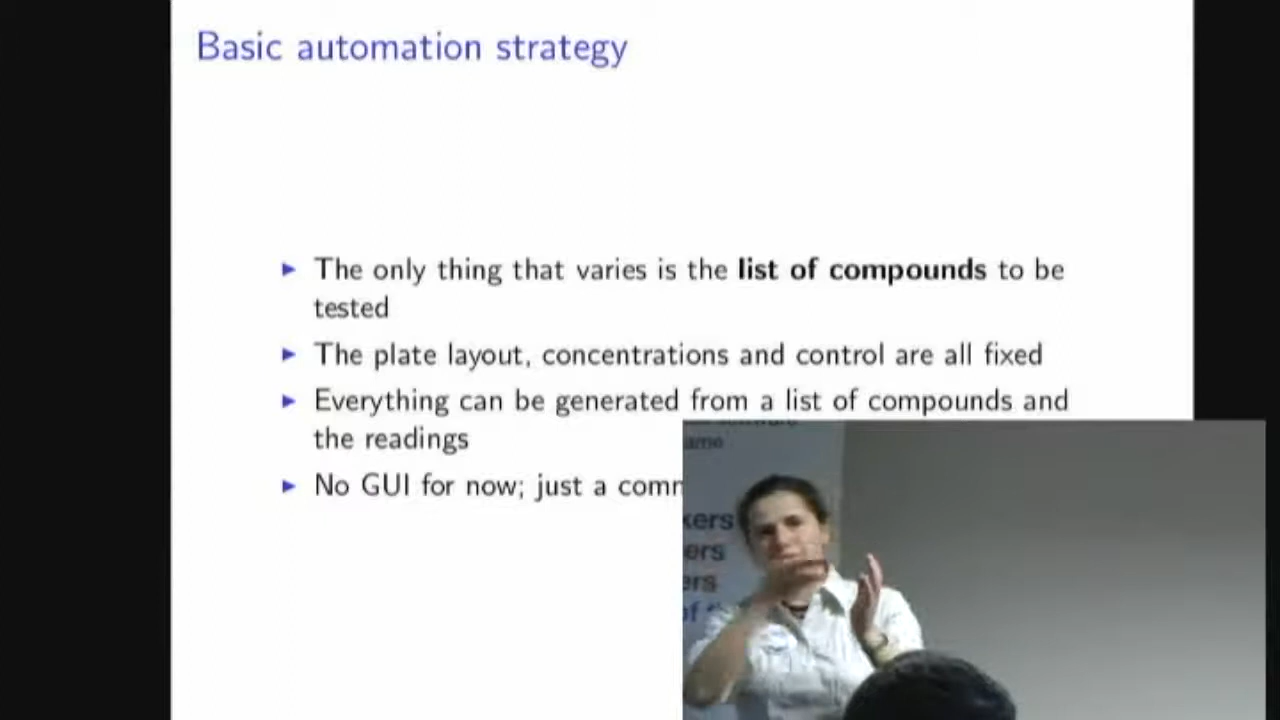 Basic automation strategy
► The only thing that varies is the list of compounds to be
tested
► The plate layout, concentrations and control are all fixed
► Everything can be generated from a list of compounds and
the readings
► No GUI for now; just a
of